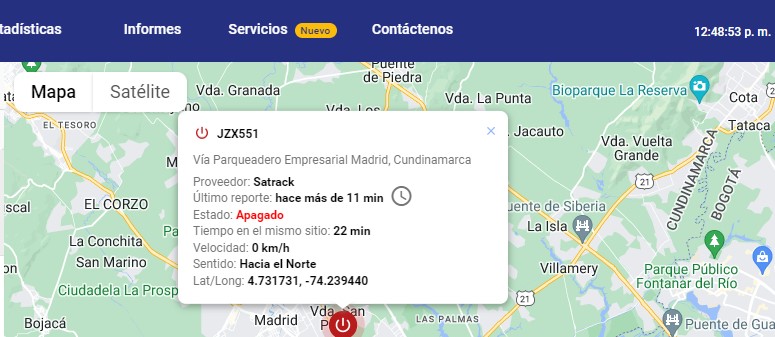 tadísticas Informes Servicios Nuevo Contáctenos 12:48:53 p. m.
Mapa Satélite
Vda. Granada
Puente
de Piedra
Bioparque La Reserva
Cota
Vda. La Punta
Vda. Los
EL TESORO
Tataca
Jacauto
Vda. Vuelta
Grande
JZX551
Vía Parqueadero Empresarial Madrid, Cundinamarca
Proveedor: Satrack
Último reporte: hace más de 11 min
Estado: Apagado
Tiempo en el mismo sitio: 22 min
Velocidad: 0 km/h
Sentido: Hacia el Norte
Lat/Long: 4.731731, -74.239440
21
CUNDINAMARCA
BOGOTÁ
iscal
EL CORZO
uente de Siberia
La Isla
La Conchita
San Marino
Villamery
Parque Público
Fontanar del Río
Ciudadela La Prosp
21
Bojacá
Madrid
Vda. San
LAS PALMAS
Puente de Gua